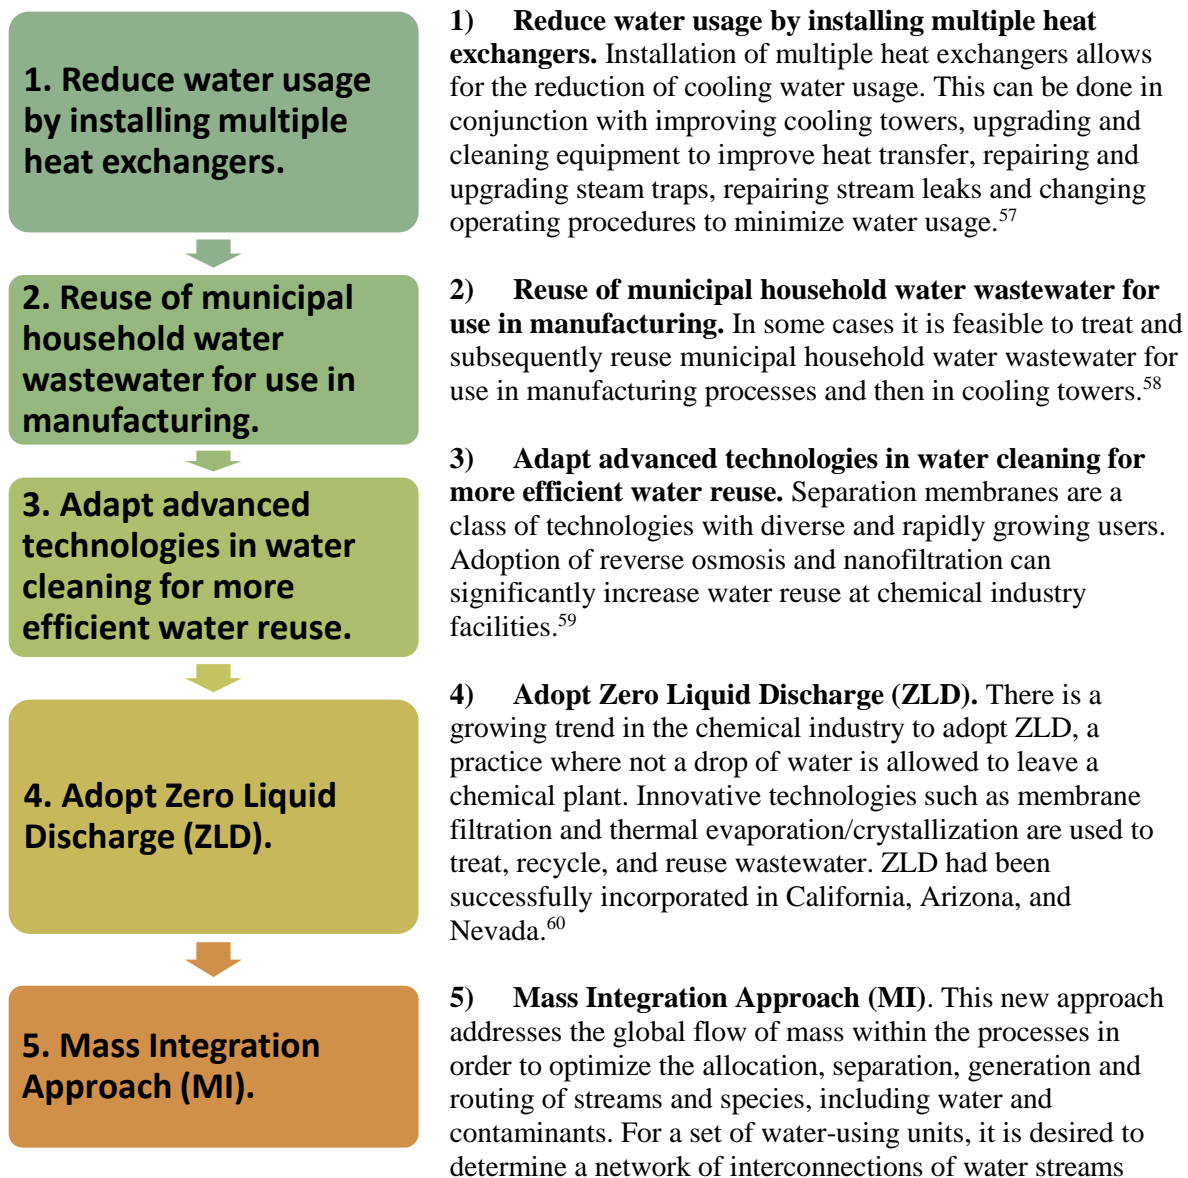 1. Reduce water usage
by installing multiple
heat exchangers.
2. Reuse of municipal
household water
wastewater for use in
manufacturing.
3. Adapt advanced
technologies in water
cleaning for more
efficient water reuse.
4. Adopt Zero Liquid
Discharge (ZLD).
5. Mass Integration
Approach (MI).
1) Reduce water usage by installing multiple heat
exchangers. Installation of multiple heat exchangers allows
for the reduction of cooling water usage. This can be done in
conjunction with improving cooling towers, upgrading and
cleaning equipment to improve heat transfer, repairing and
upgrading steam traps, repairing stream leaks and changing
operating procedures to minimize water usage.57
2) Reuse of municipal household water wastewater for
use in manufacturing. In some cases it is feasible to treat and
subsequently reuse municipal household water wastewater for
use in manufacturing processes and then in cooling towers.58
3) Adapt advanced technologies in water cleaning for
more efficient water reuse. Separation membranes are a
class of technologies with diverse and rapidly growing users.
Adoption of reverse osmosis and nanofiltration can
significantly increase water reuse at chemical industry
facilities.59
4) Adopt Zero Liquid Discharge (ZLD). There is a
growing trend in the chemical industry to adopt ZLD, a
practice where not a drop of water is allowed to leave a
chemical plant. Innovative technologies such as membrane
filtration and thermal evaporation/crystallization are used to
treat, recycle, and reuse wastewater. ZLD had been
successfully incorporated in California, Arizona, and
Nevada.60
5) Mass Integration Approach (MI). This new approach
addresses the global flow of mass within the processes in
order to optimize the allocation, separation, generation and
routing of streams and species, including water and
contaminants. For a set of water-using units, it is desired to
determine a network of interconnections of water streams